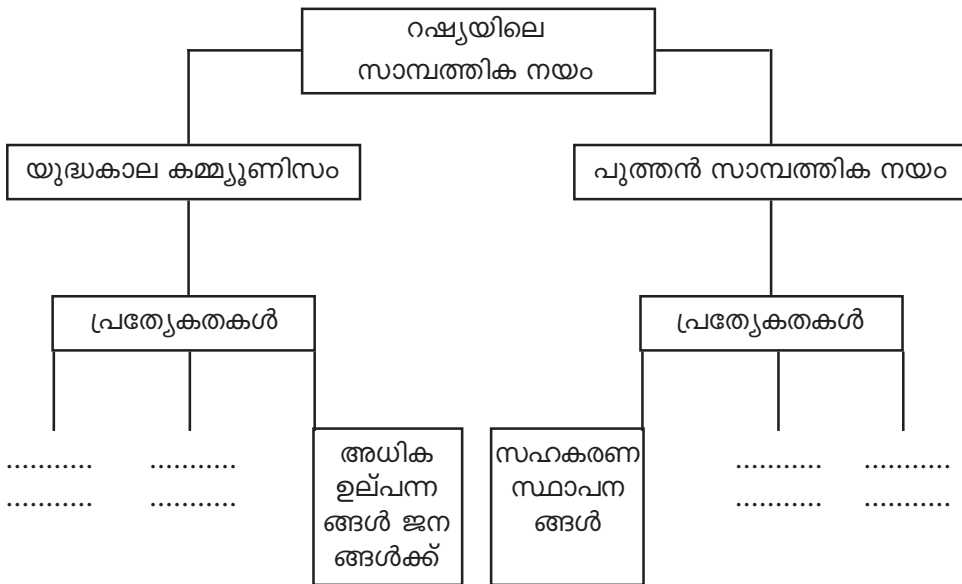 റഷ്യയിലെ
സാമ്പത്തിക നയം
യുദ്ധകാല കമ്മ്യൂണിസം
പുത്തൻ സാമ്പത്തിക നയം
പ്രത്യേകതകൾ
പ്രത്യേകതകൾ
...........
...........
...........
...........
അധിക
ഉല്പന്ന
ങ്ങൾ ജന
ങ്ങൾക്ക്
സഹകരണ
സ്ഥാപന
ങ്ങൾ
...........
...........
...........
...........